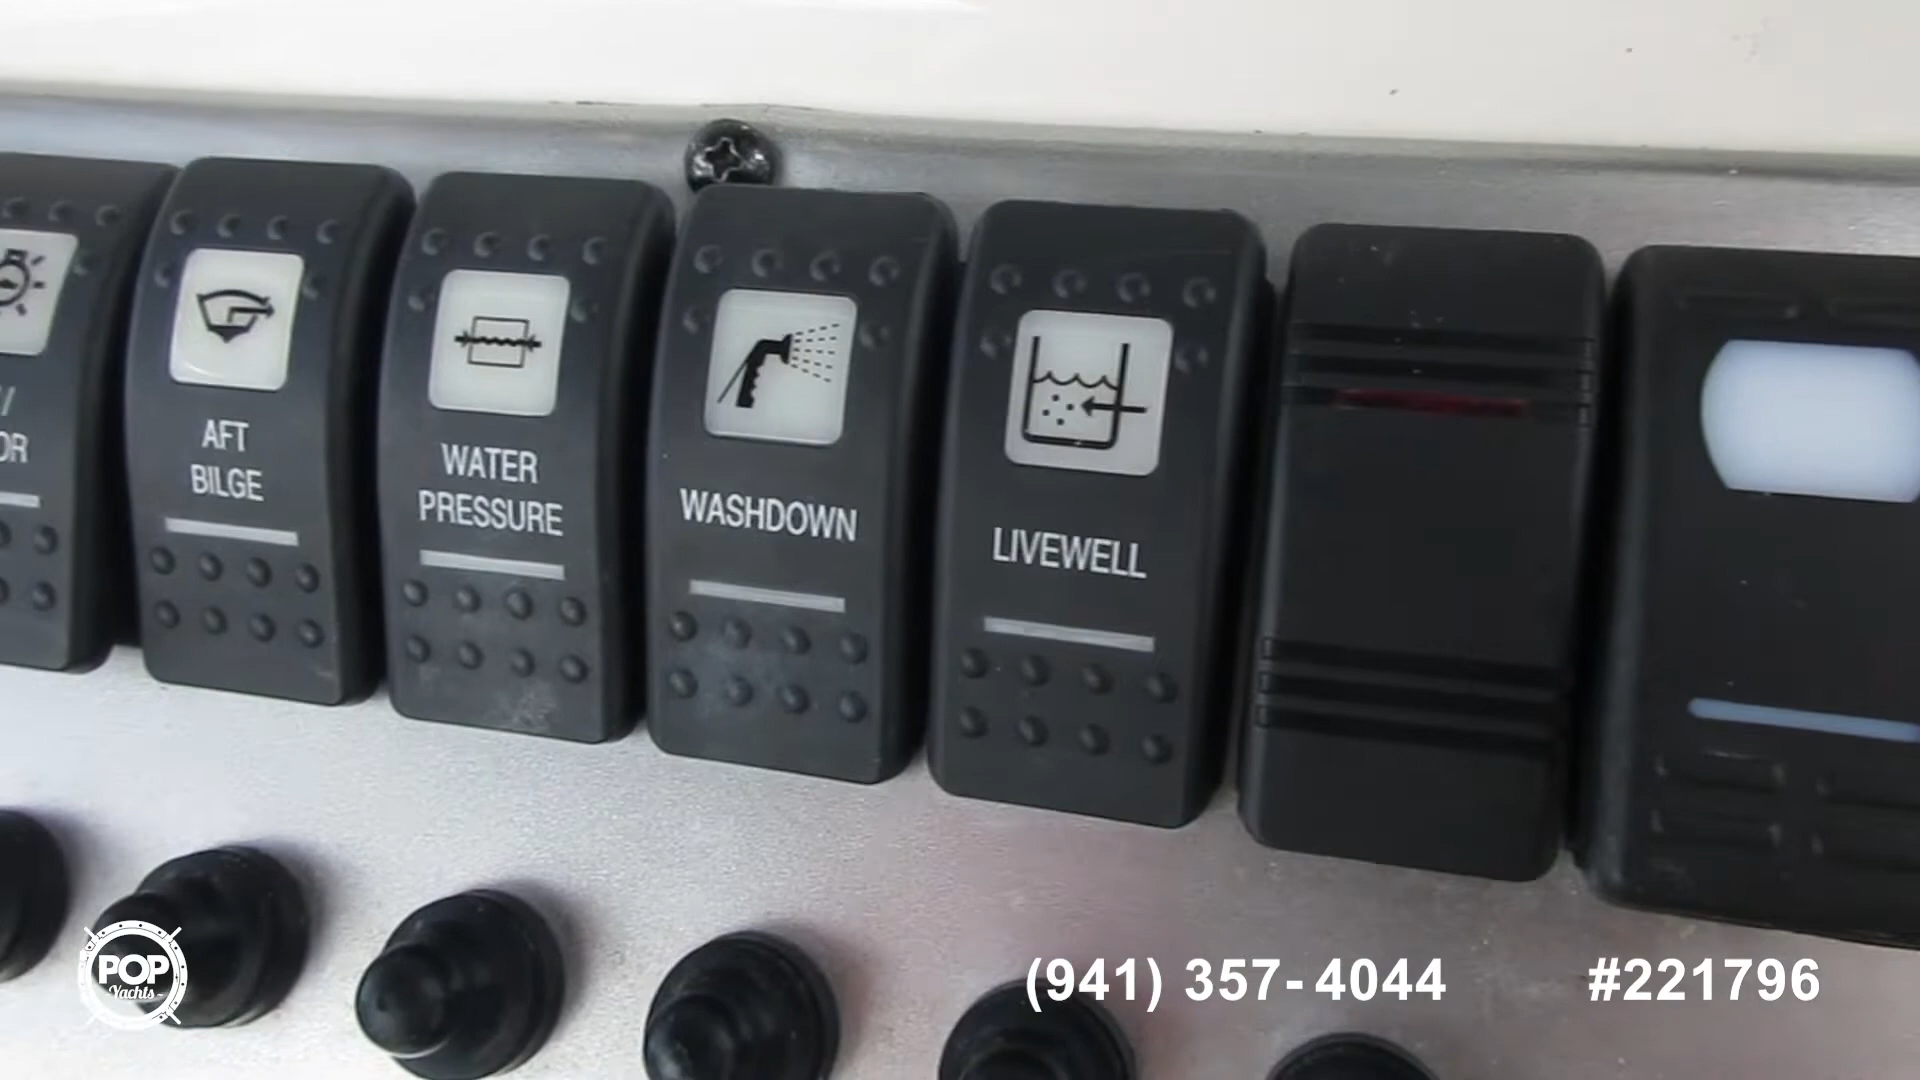 AFT
BILGE
WATER
PRESSURE
WASHDOWN
LIVEWELL
POP
Yachts
(941) 357-4044
#221796